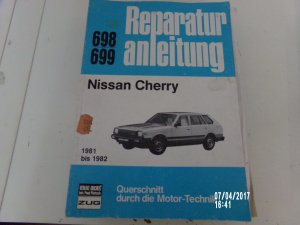 Reparatur
anleitung
698
699
Nissan Cherry
1981
bis 1982
ZUG
Querschnitt
durch die Motor-Technik
07/04/2017
16:41